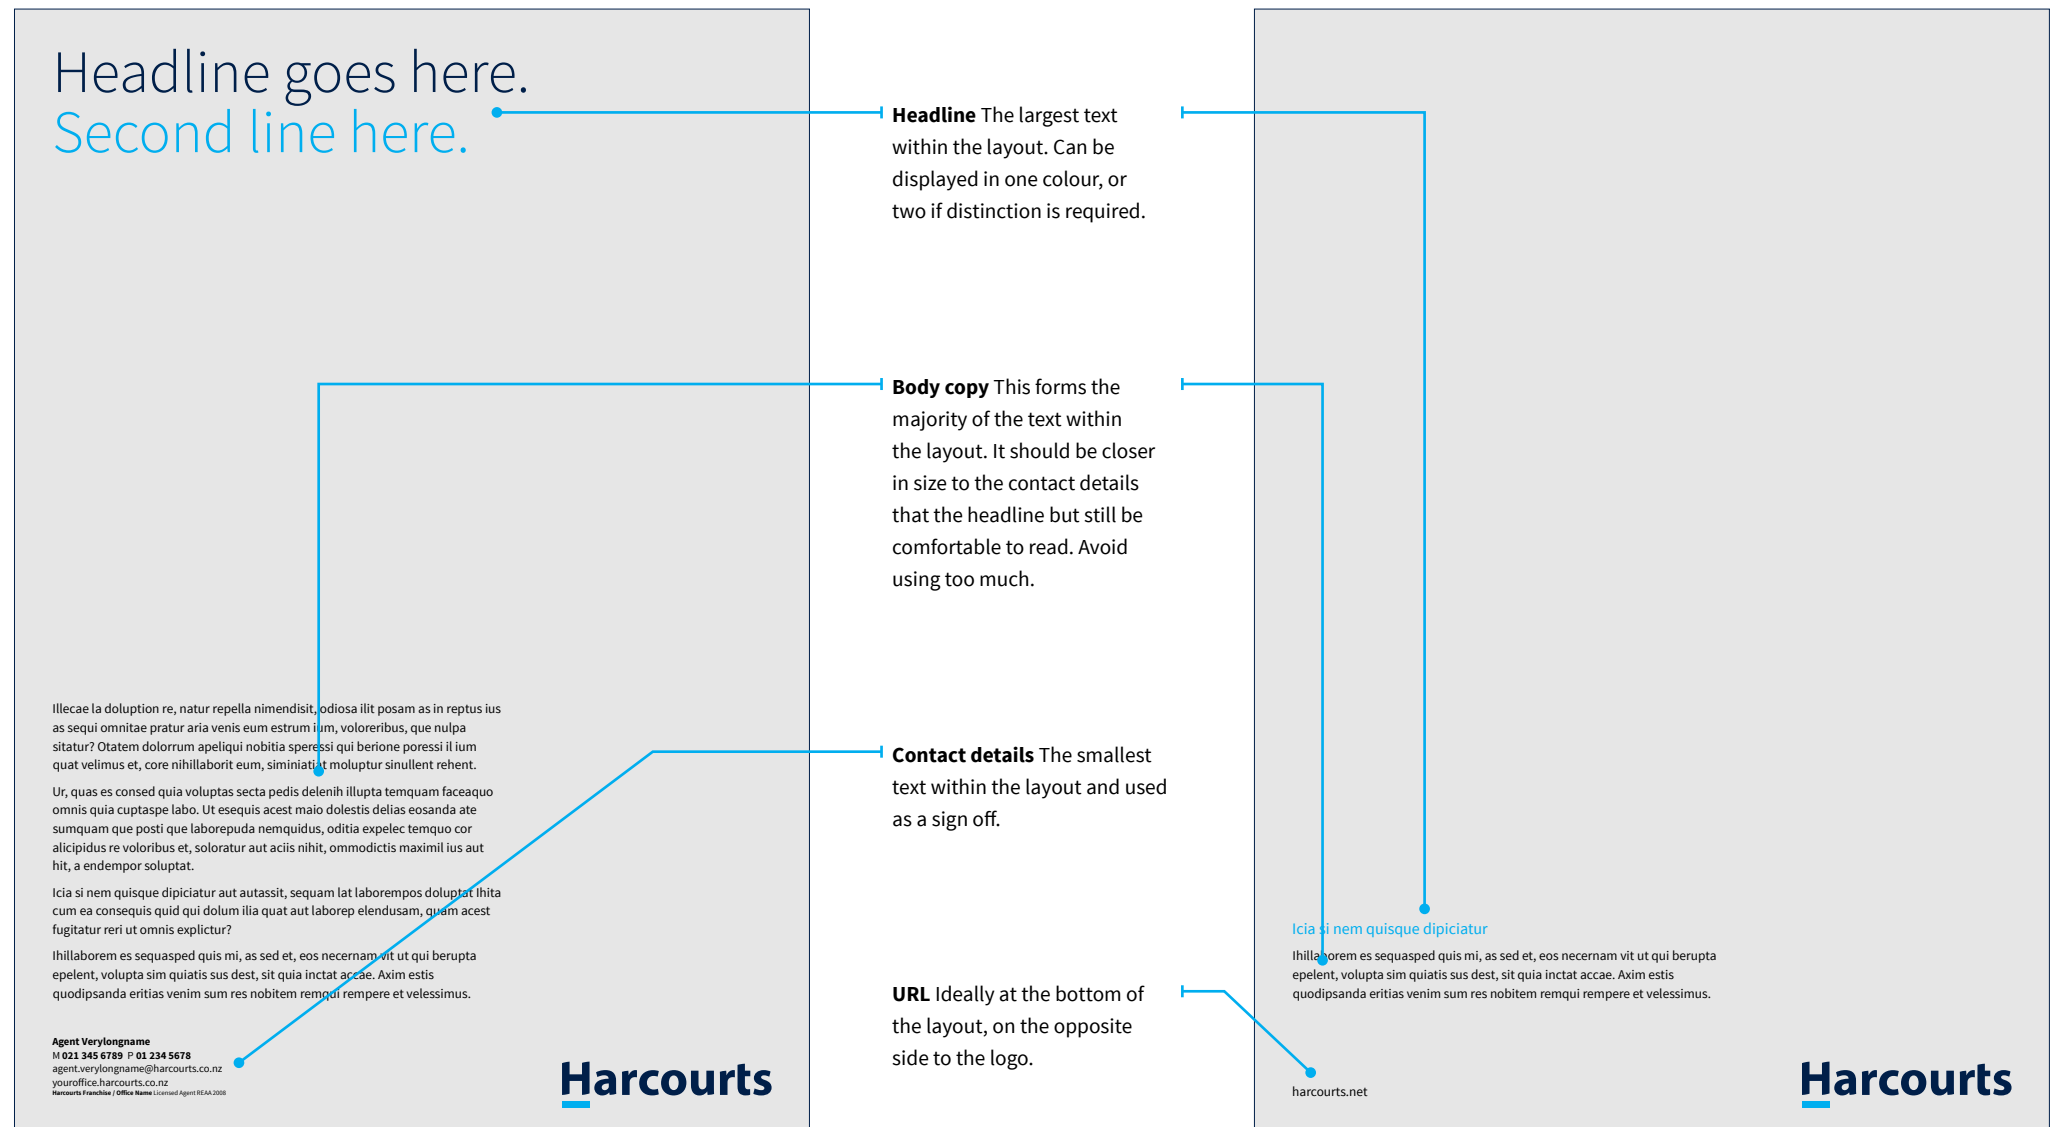 Headline goes here.
Second line here.
Illecae la doluption re, natur repella nimendisit, odiosa ilit posam as in reptus ius
as sequi omnitae pratur aria venis eum estrum ium, voloreribus, que nulpa
sitatur? Otatem dolorrum apeliqui nobitia speressi qui berione poressi il ium
quat velimus et, core nihillaborit eum, siminiatiat moluptur sinullent rehent.
Ur, quas es consed quia voluptas secta pedis delenih illupta temquam faceaquo
omnis quia cuptaspe labo. Ut esequis acest maio dolestis delias eosanda ate
sumquam que posti que laborepuda nemquidus, oditia expelec temquo cor
alicipidus re voloribus et, soloratur aut aciis nihit, ommodictis maximil ius aut
hit, a endempor soluptat.
Icia si nem quisque dipiciatur aut autassit, sequam lat laborempos doluptat Ihita
cum ea consequis quid qui dolum ilia quat aut laborep elendusam, quam acest
fugitatur reri ut omnis explictur?
Ihillaborem es sequasped quis mi, as sed et, eos necernam vit ut qui berupta
epelent, volupta sim quiatis sus dest, sit quia inctat accae. Axim estis
quodipsanda eritias venim sum res nobitem remqui rempere et velessimus.
Agent Verylongname
M 021 345 6789 P 01 234 5678
agent.verylongname@harcourts.co.nz
youroffice.harcourts.co.nz
Harcourts Franchise / Office Name Licensed Agent REAA 2008
Harcourts
Headline The largest text
within the layout. Can be
displayed in one colour, or
two if distinction is required.
Body copy This forms the
majority of the text within
the layout. It should be closer
in size to the contact details
that the headline but still be
comfortable to read. Avoid
using too much.
Contact details The smallest
text within the layout and used
as a sign off.
URL Ideally at the bottom of
the layout, on the opposite
side to the logo.
Icia si nem quisque dipiciatur
Ihillaborem es sequasped quis mi, as sed et, eos necernam vit ut qui berupta
epelent, volupta sim quiatis sus dest, sit quia inctat accae. Axim estis
quodipsanda eritias venim sum res nobitem remqui rempere et velessimus.
harcourts.net
Harcourts